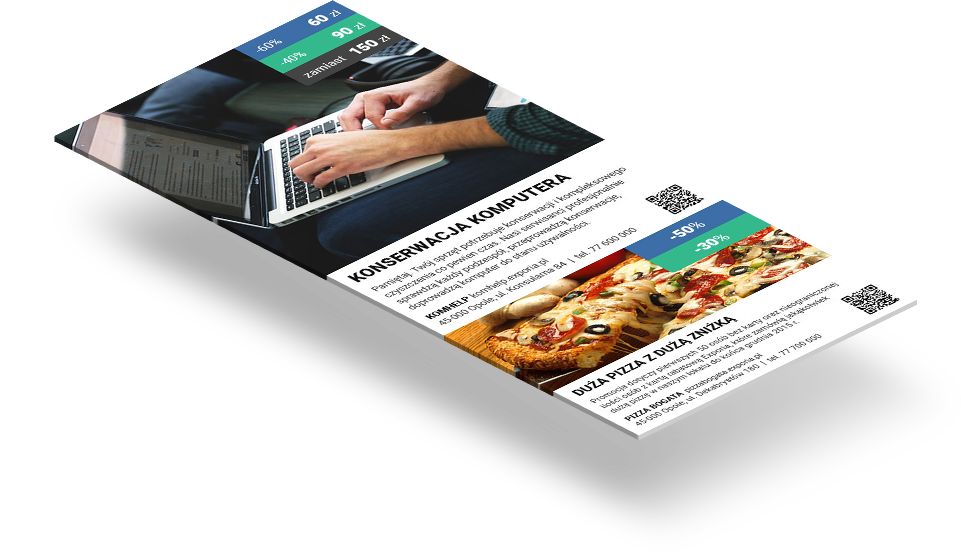 -60% 60 zł
-40% 90 zł
zamiast 150 zł
KONSERWACJA KOMPUTERA
Pamiętaj, Twój sprzęt potrzebuje konserwacji i kompleksowego
czyszczenia co pewien czas. Nasi serwisanci profesjonalnie
sprawdzą każdy podzespół, przeprowadzą konserwacje,
doprowadzą komputer do stanu używalności.
KOMHELP komhelp.exporia.pl
45-000 Opole, ul. Konsularna 84 | tel. 77 600 000
-50%
-30%
DUŻA PIZZA Z DUŻĄ ZNIŻKĄ
Promocja dotyczy pierwszych 50 osób bez karty oraz nieograniczonej
ilości osób z kartą rabatową Exporia, które zamówią jakąkolwiek
dużą pizzę w naszym lokalu do końca grudnia 2015 r.
PIZZA BOGATA pizzabogata.exporia.pl
45-000 Opole, ul. Dekabrystów 180 | tel. 77 700 000